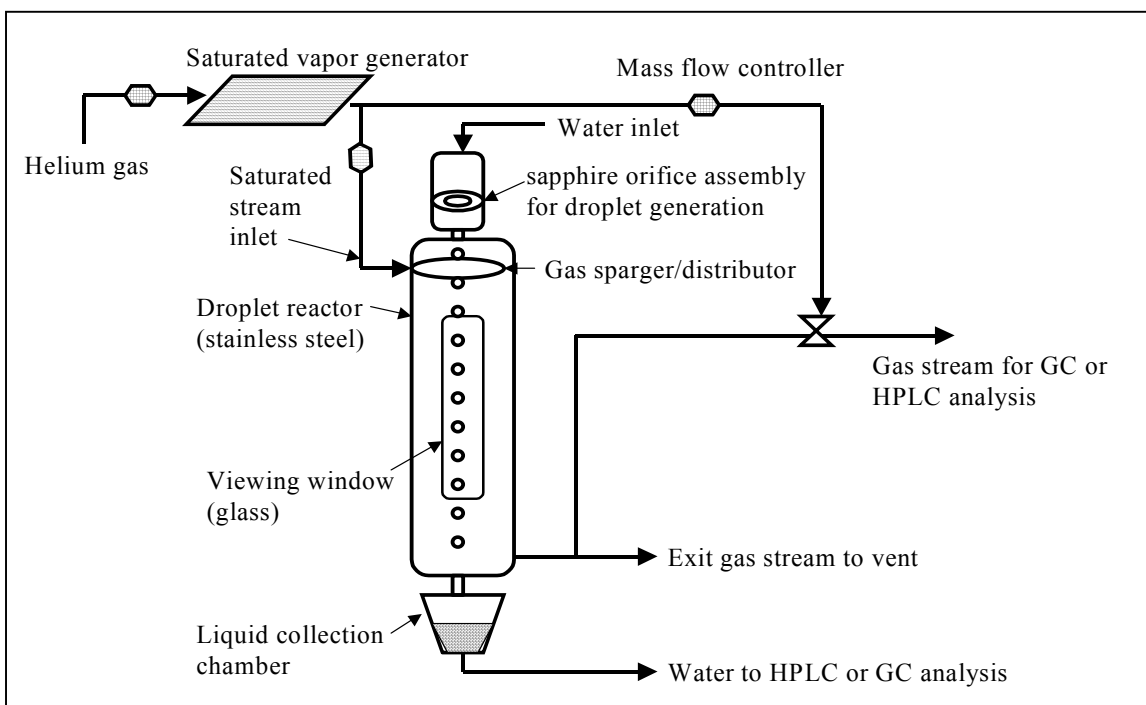 Saturated vapor generator
Mass flow controller
Water inlet
Helium gas
Saturated
stream
inlet
sapphire orifice assembly
for droplet generation
Gas sparger/distributor
Droplet reactor
(stainless steel)
Gas stream for GC or
HPLC analysis
Viewing window
(glass)
Exit gas stream to vent
Liquid collection
chamber
Water to HPLC or GC analysis